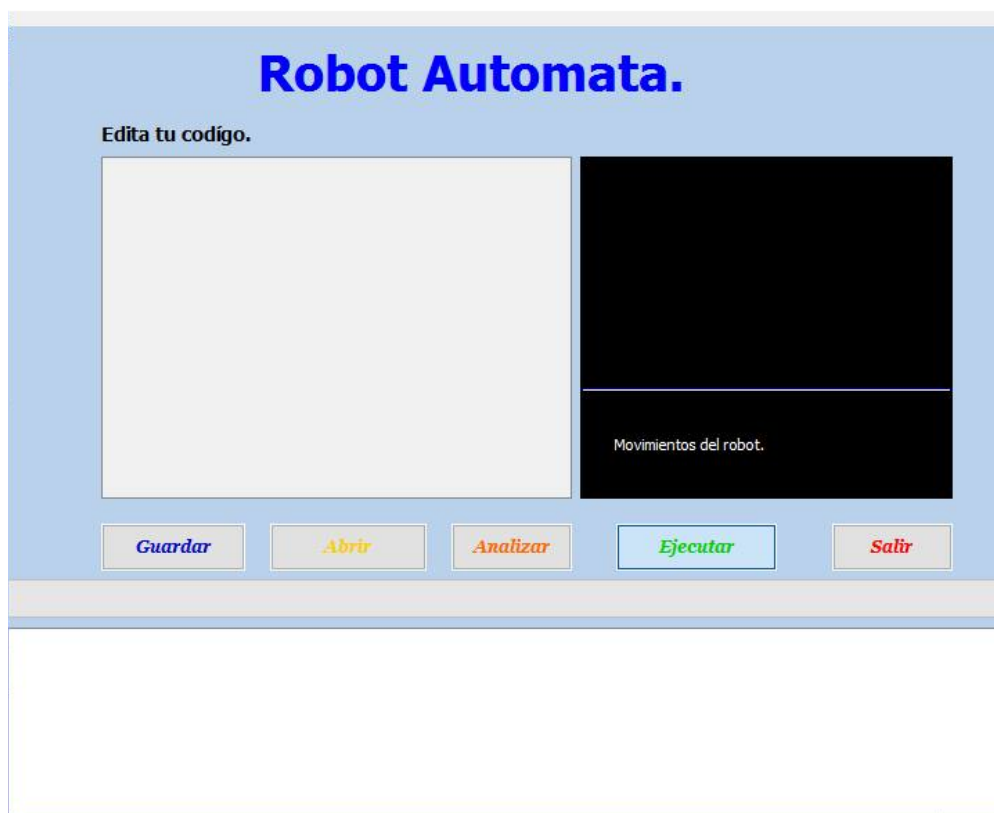 Robot Automata.
Edita tu codígo.
Movimientos del robot.
Guardar
Abrir
Analizar
Ejecutar
Salir